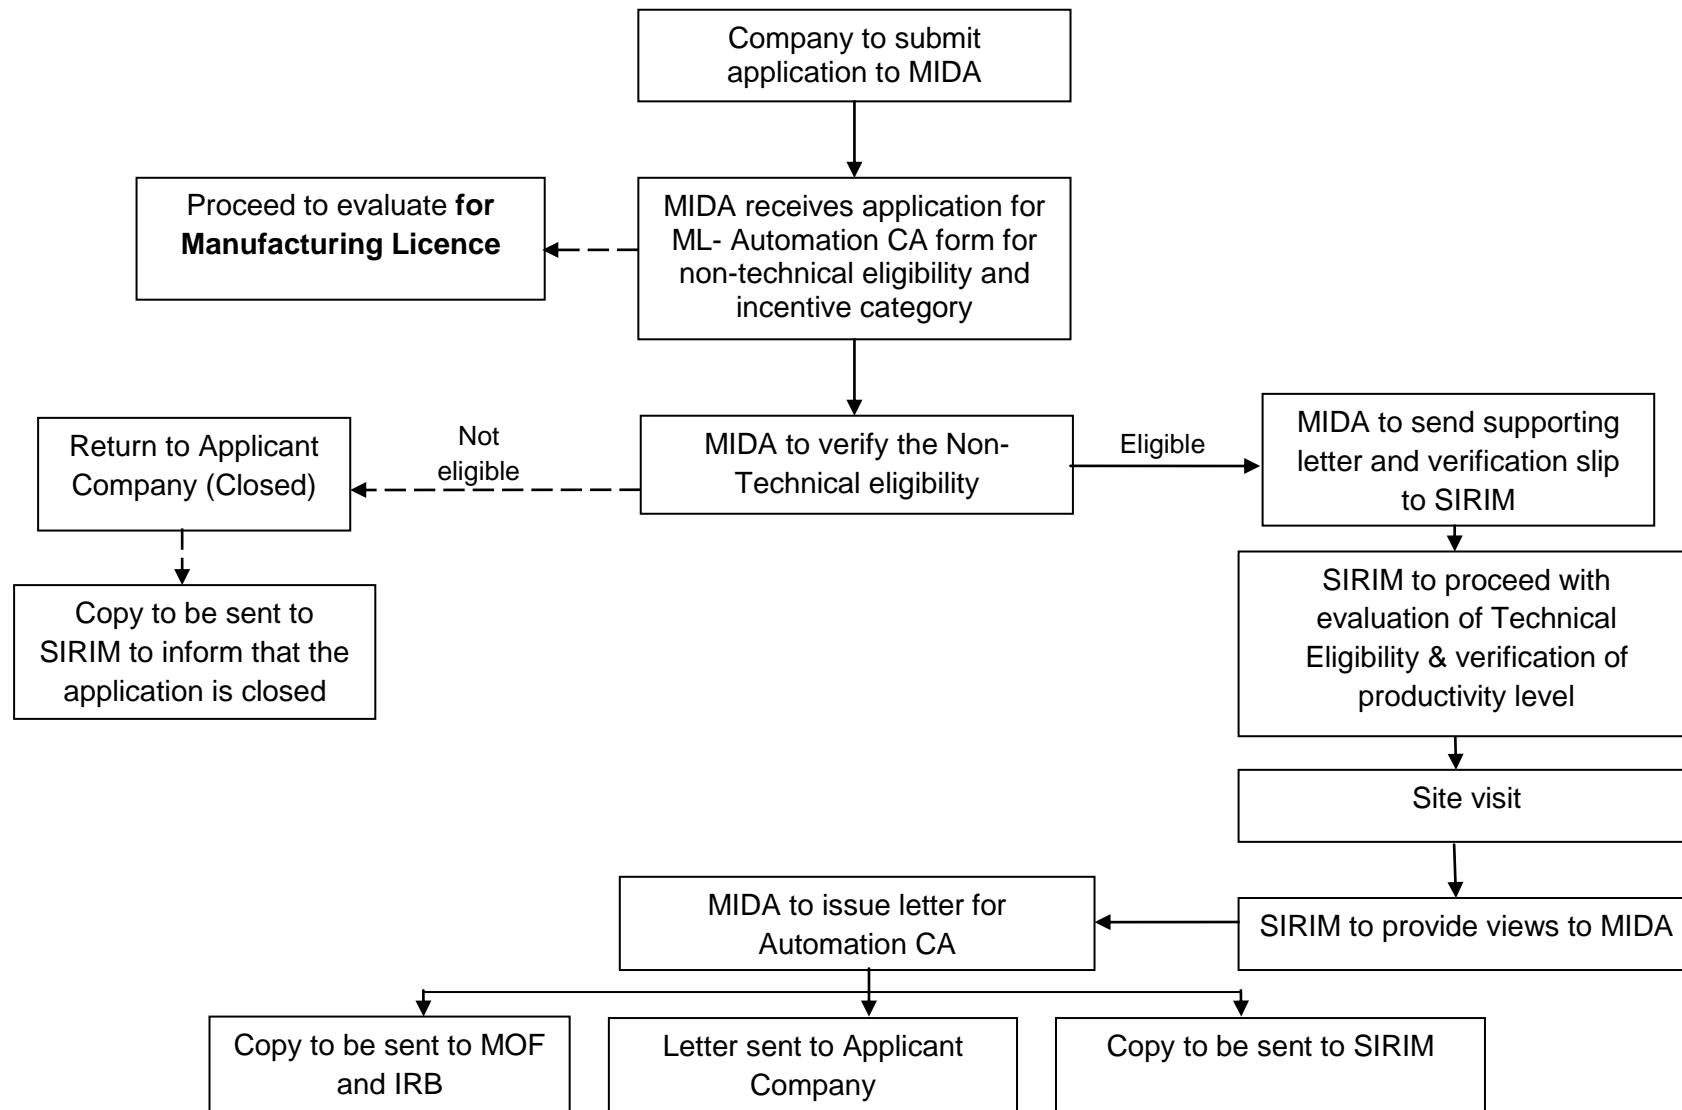 Company to submit
application to MIDA
Proceed to evaluate for
Manufacturing Licence
MIDA receives application for
ML- Automation CA form for
non-technical eligibility and
incentive category
Return to Applicant
Company (Closed)
Not
eligible
MIDA to verify the Non-
Technical eligibility
Eligible
MIDA to send supporting
letter and verification slip
to SIRIM
Copy to be sent to
SIRIM to inform that the
application is closed
SIRIM to proceed with
evaluation of Technical
Eligibility & verification of
productivity level
Site visit
MIDA to issue letter for
Automation CA
SIRIM to provide views to MIDA
Copy to be sent to MOF
and IRB
Letter sent to Applicant
Company
Copy to be sent to SIRIM